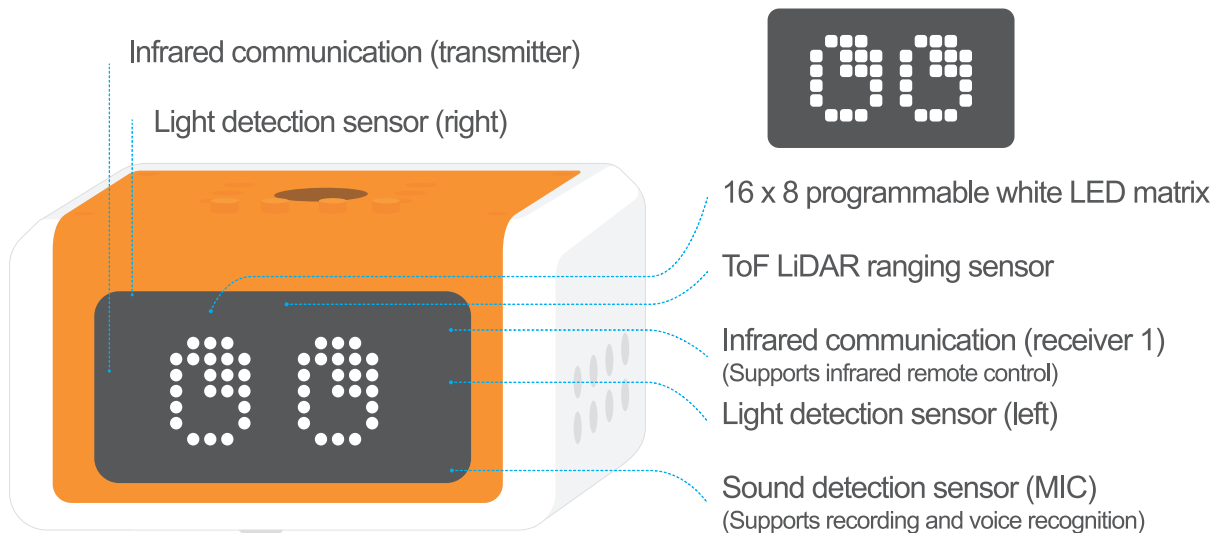 Infrared communication (transmitter)
Light detection sensor (right)
16 x 8 programmable white LED matrix
ToF LiDAR ranging sensor
Infrared communication (receiver 1)
(Supports infrared remote control)
Light detection sensor (left)
Sound detection sensor (MIC)
(Supports recording and voice recognition)